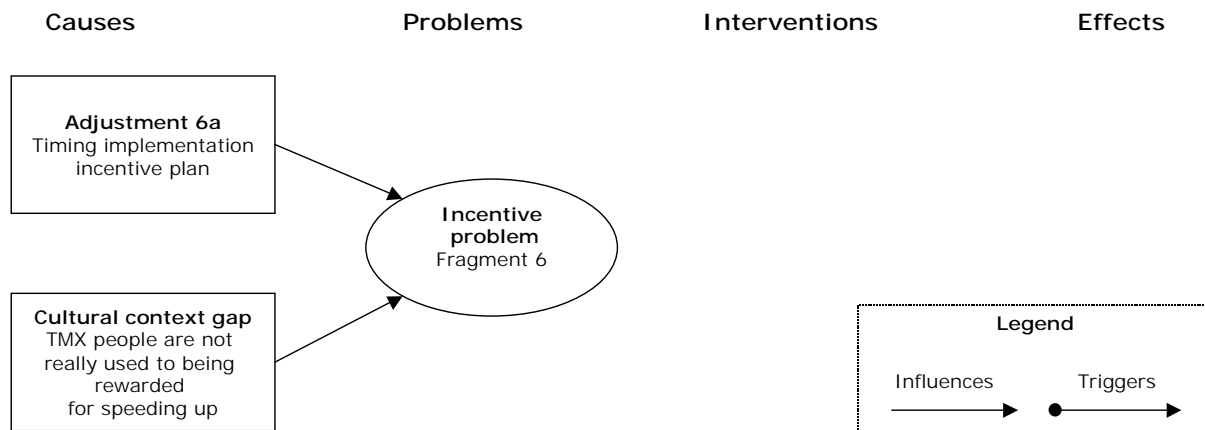 Causes
Problems
Interventions
Effects
Adjustment 6a
Timing implementation
incentive plan
Incentive
problem
Fragment 6
Cultural context gap
TMX people are not
really used to being
rewarded
for speeding up
Legend
Influences
Triggers